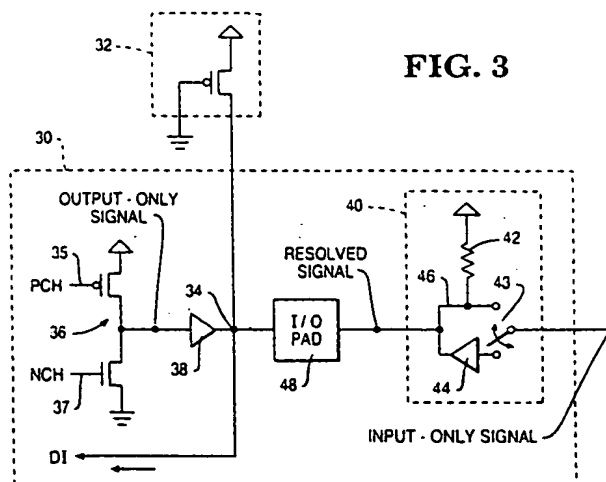 FIG. 3
32
30
OUTPUT - ONLY
SIGNAL
35
PCH
36
NCH
37
38
34
DI
I / O
PAD
48
RESOLVED
SIGNAL
40
42
46
43
44
INPUT - ONLY SIGNAL